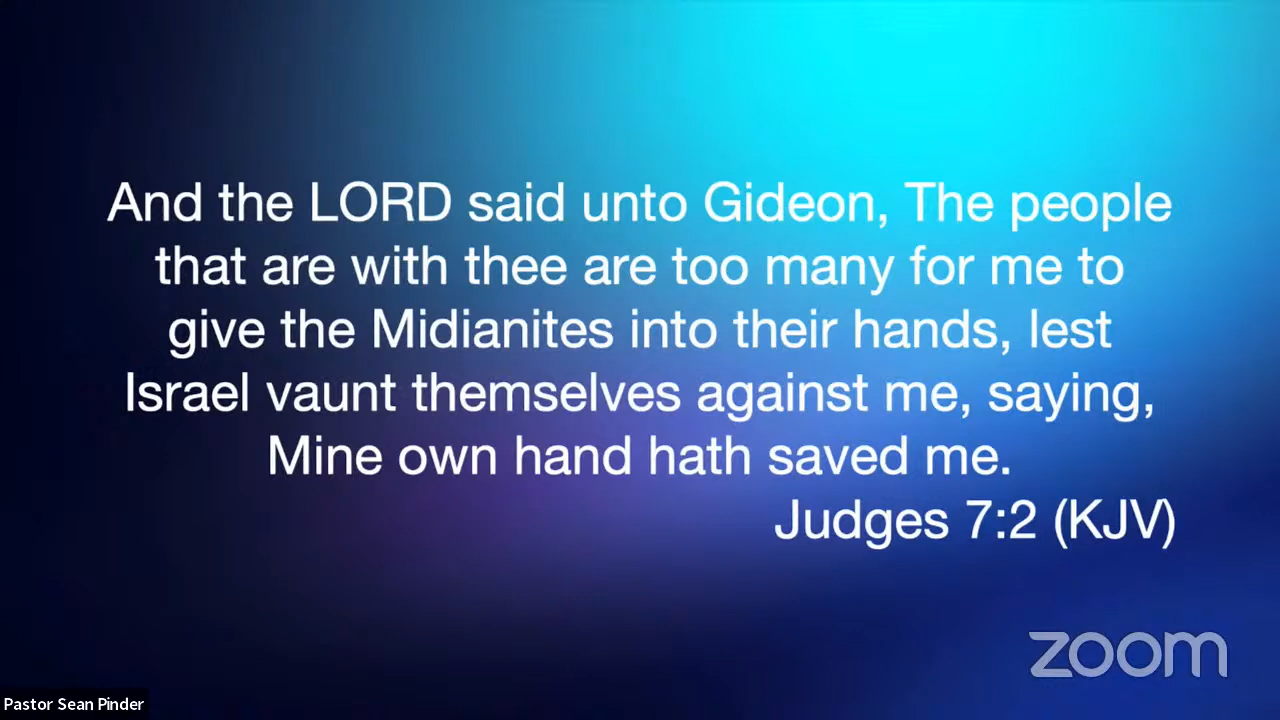 And the LORD said unto Gideon, The people
that are with thee are too many for me to
give the Midianites into their hands, lest
Israel vaunt themselves against me, saying,
Mine own hand hath saved me.
Judges 7:2 (KJV)
zoom
Pastor Sean Pinder